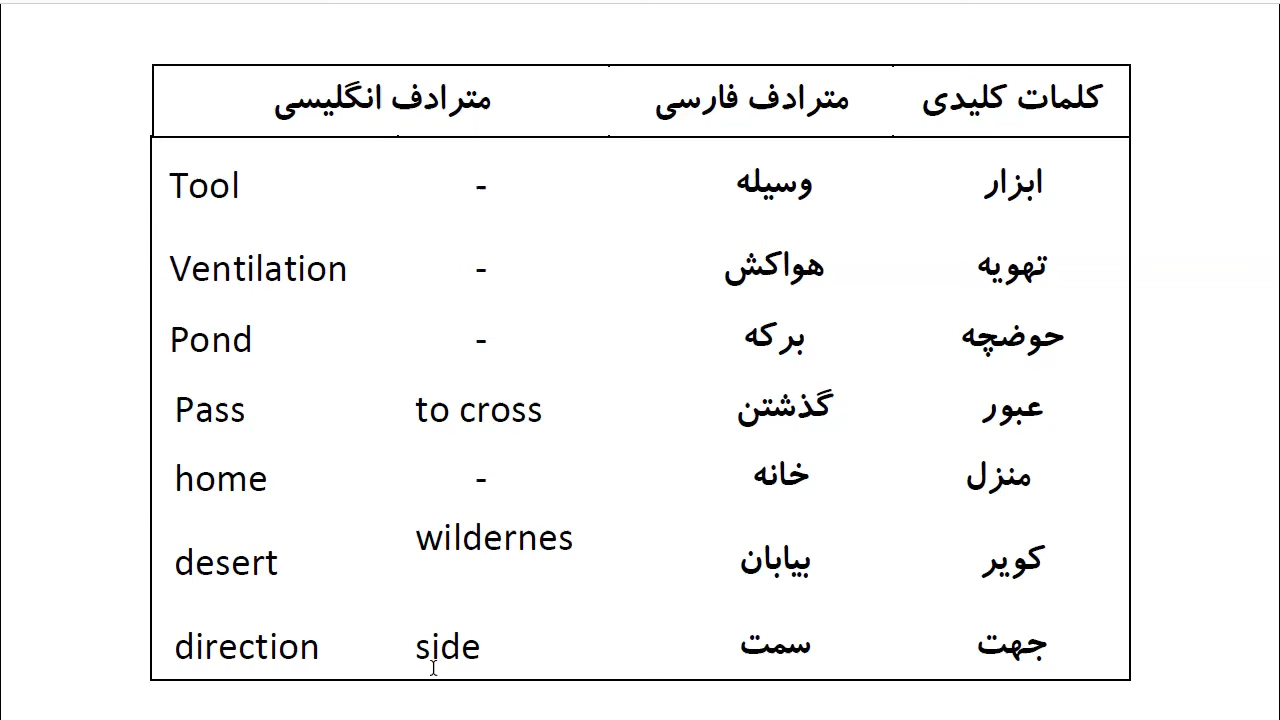 کلمات کلیدی مترادف فارسی مترادف انگلیسی
ابزار وسیله - Tool
تهویه هواکش - Ventilation
حوضچه برکه - Pond
عبور گذشتن to cross Pass
منزل خانه - home
کویر بیابان wildernes desert
جهت سمت side direction